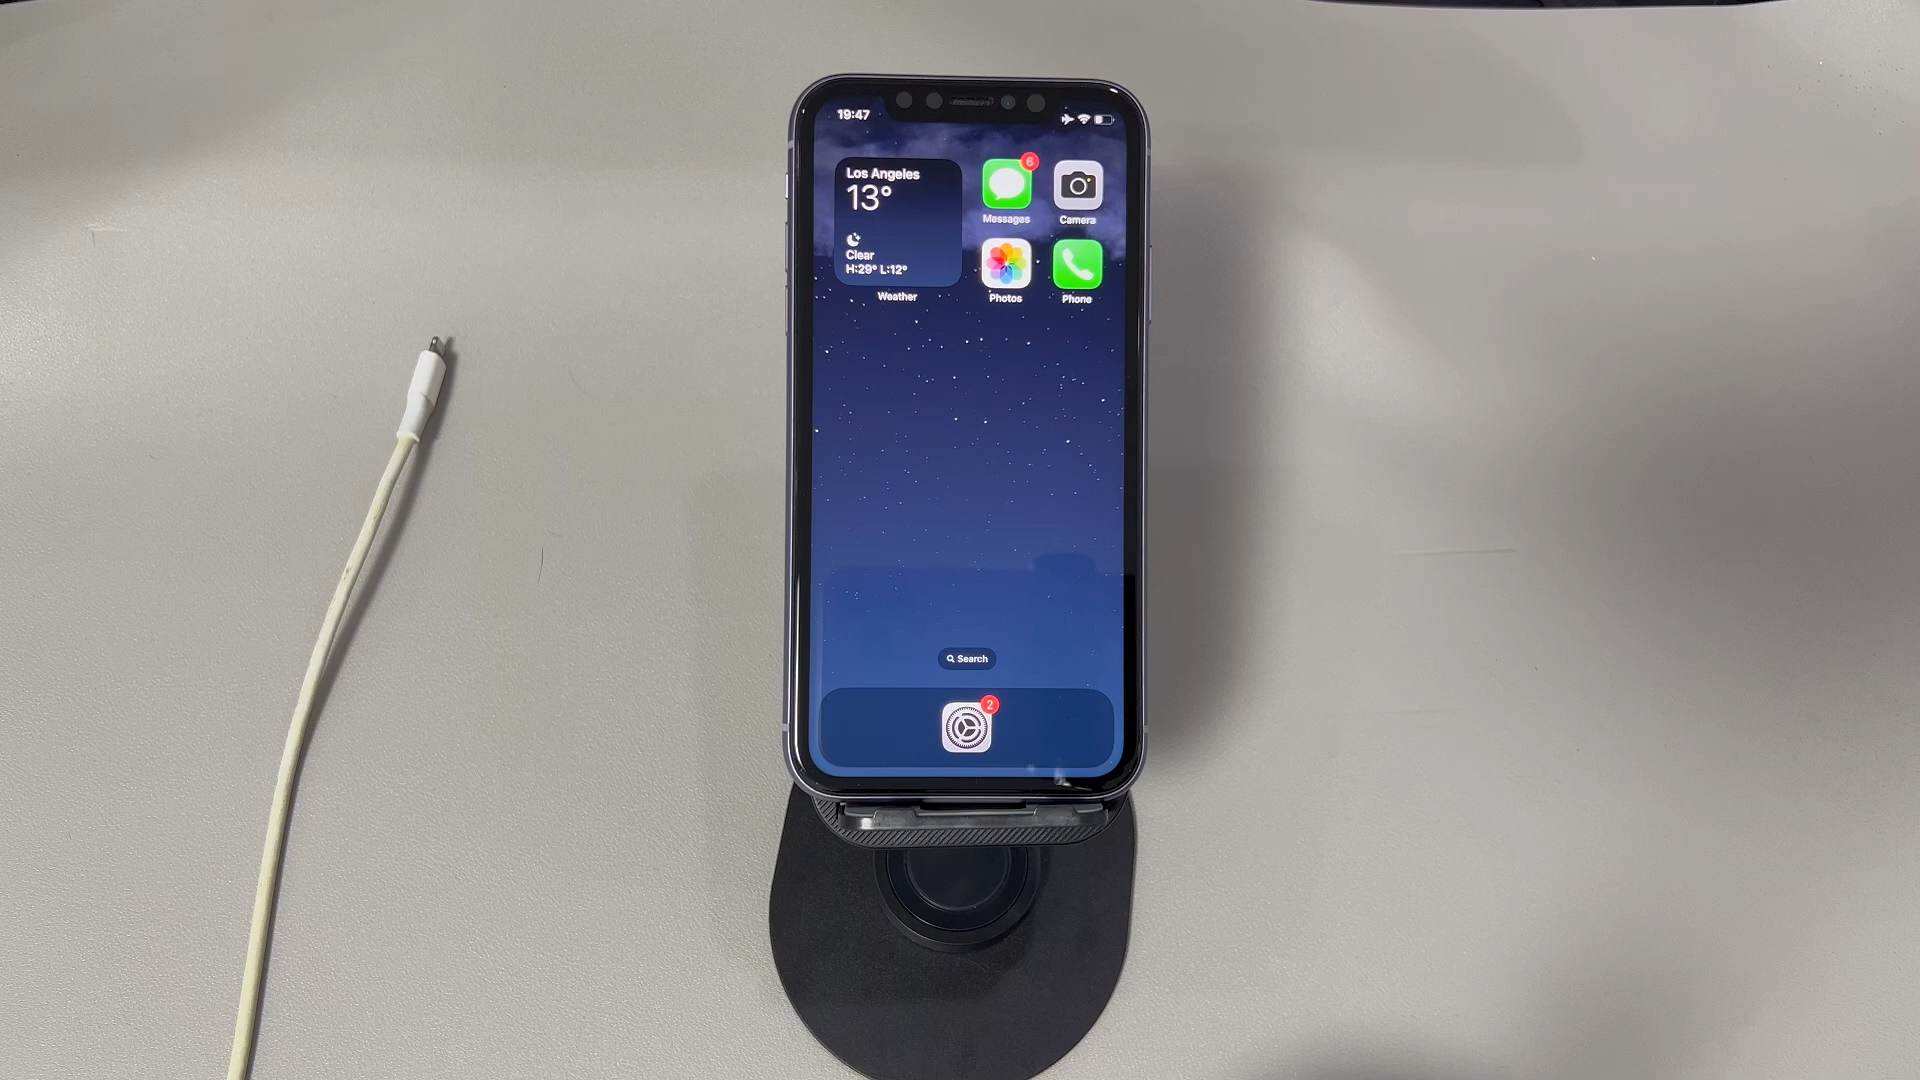 19:47
Los Angeles
13°
Clear
H:29° L:12°
Weather
6
Messages
Camera
Photos
Phone
Search
2